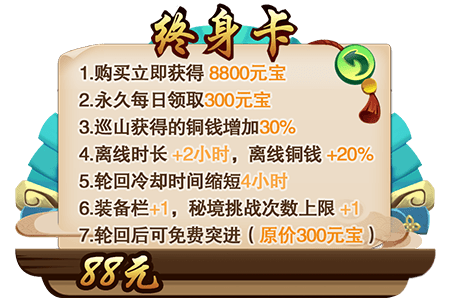 终身卡
1.购买立即获得 8800元宝
2.永久每日领取300元宝
3.巡山获得的铜钱增加30%
4.离线时长 +2小时，离线铜钱 +20%
5.轮回冷却时间缩短4小时
6.装备栏+1，秘境挑战次数上限 +1
7.轮回后可免费突进（原价300元宝）
88元